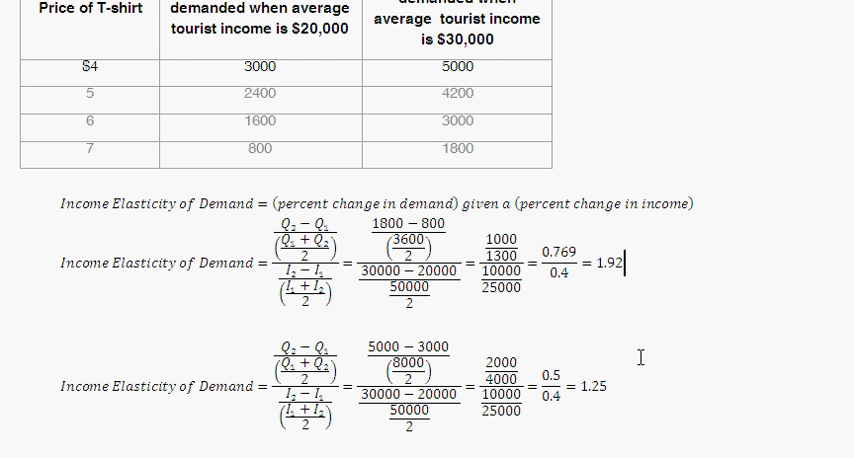 Price of T-shirt
demanded when average
tourist income is $20,000
demanded when
average tourist income
is $30,000
$4 3000 5000
5 2400 4200
6 1600 3000
7 800 1800
Income Elasticity of Demand = (percent change in demand) given a (percent change in income)
Income Elasticity of Demand = ((Q₂ − Q₁)/((Q₁ + Q₂)/2))/((I₂ − I₁)/((I₁ + I₂)/2)) = ((1800 − 800)/(3600/2))/((30000 − 20000)/(50000/2)) = (1000/1300)/(10000/25000) = 0.769/0.4 = 1.92
Income Elasticity of Demand = ((Q₂ − Q₁)/((Q₁ + Q₂)/2))/((I₂ − I₁)/((I₁ + I₂)/2)) = ((5000 − 3000)/(8000/2))/((30000 − 20000)/(50000/2)) = (2000/4000)/(10000/25000) = 0.5/0.4 = 1.25